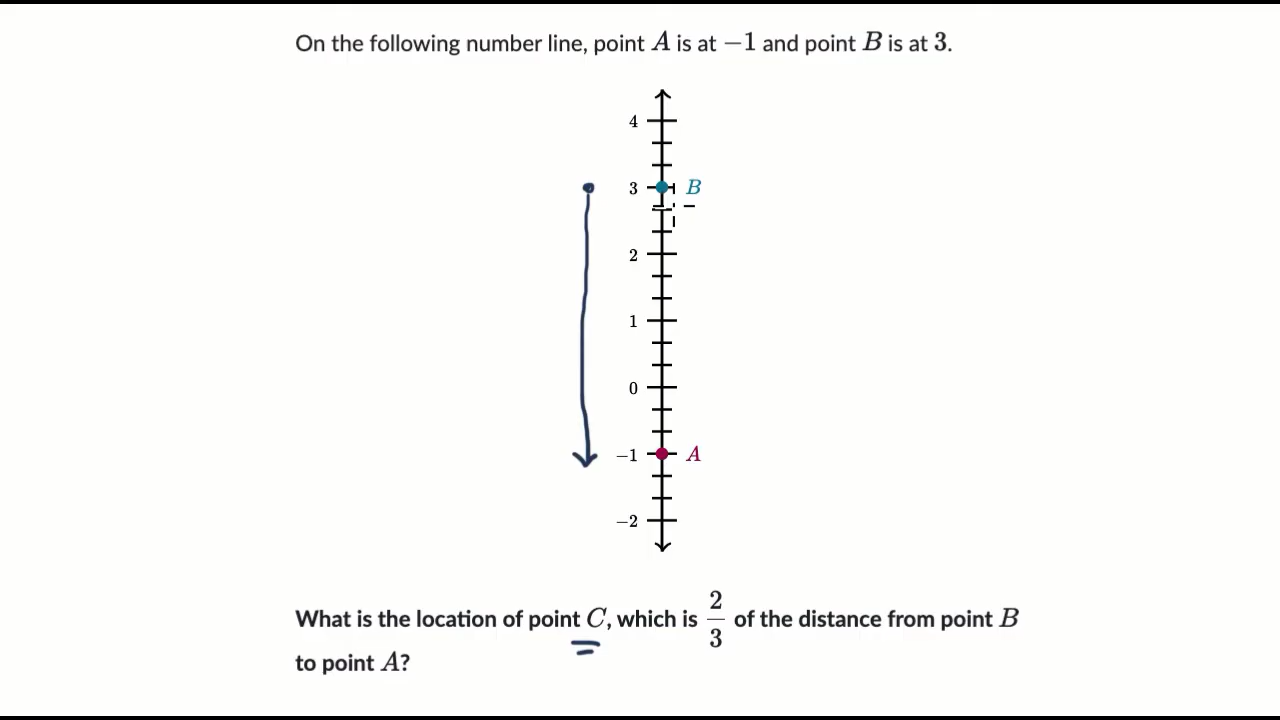 On the following number line, point A is at −1 and point B is at 3.
4
3 B
2
1
0
−1 A
−2
What is the location of point C, which is 2/3 of the distance from point B
to point A?